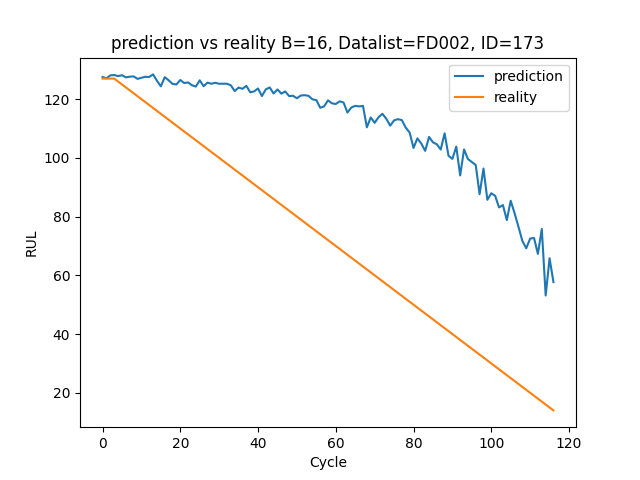 prediction vs reality B=16, Datalist=FD002, ID=173
prediction
reality
RUL
120
100
80
60
40
20
0 20 40 60 80 100 120
Cycle